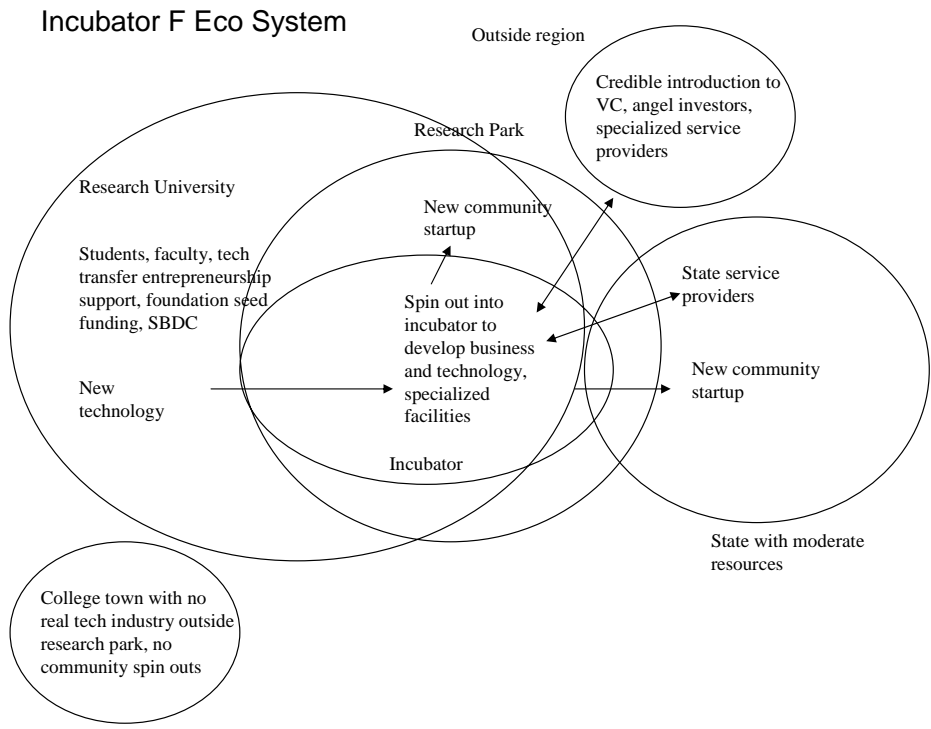 Incubator F Eco System
Outside region
Credible introduction to
VC, angel investors,
specialized service
providers
Research Park
Research University
New community
startup
Students, faculty, tech
transfer entrepreneurship
support, foundation seed
funding, SBDC
State service
providers
Spin out into
incubator to
develop business
and technology,
specialized
facilities
New community
startup
New
technology
Incubator
State with moderate
resources
College town with no
real tech industry outside
research park, no
community spin outs